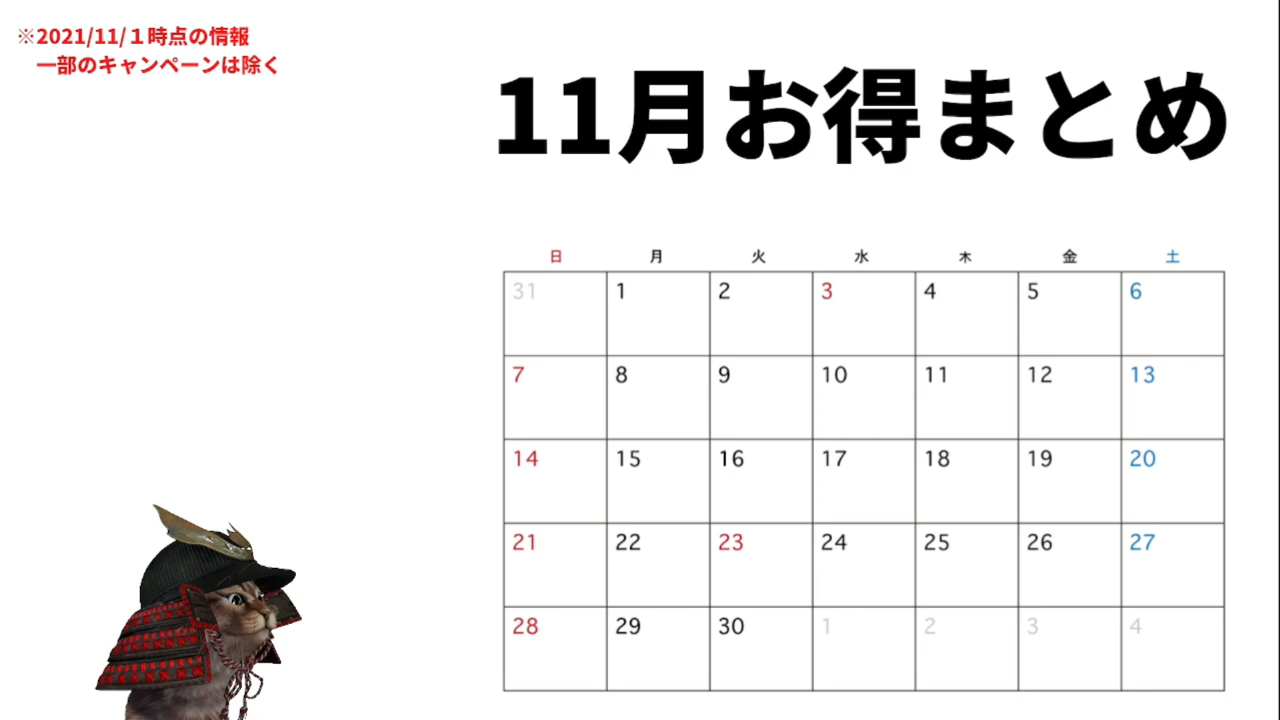 ※2021/11/１時点の情報
一部のキャンペーンは除く
11月お得まとめ
日 月 火 水 木 金 土
31 1 2 3 4 5 6
7 8 9 10 11 12 13
14 15 16 17 18 19 20
21 22 23 24 25 26 27
28 29 30 1 2 3 4